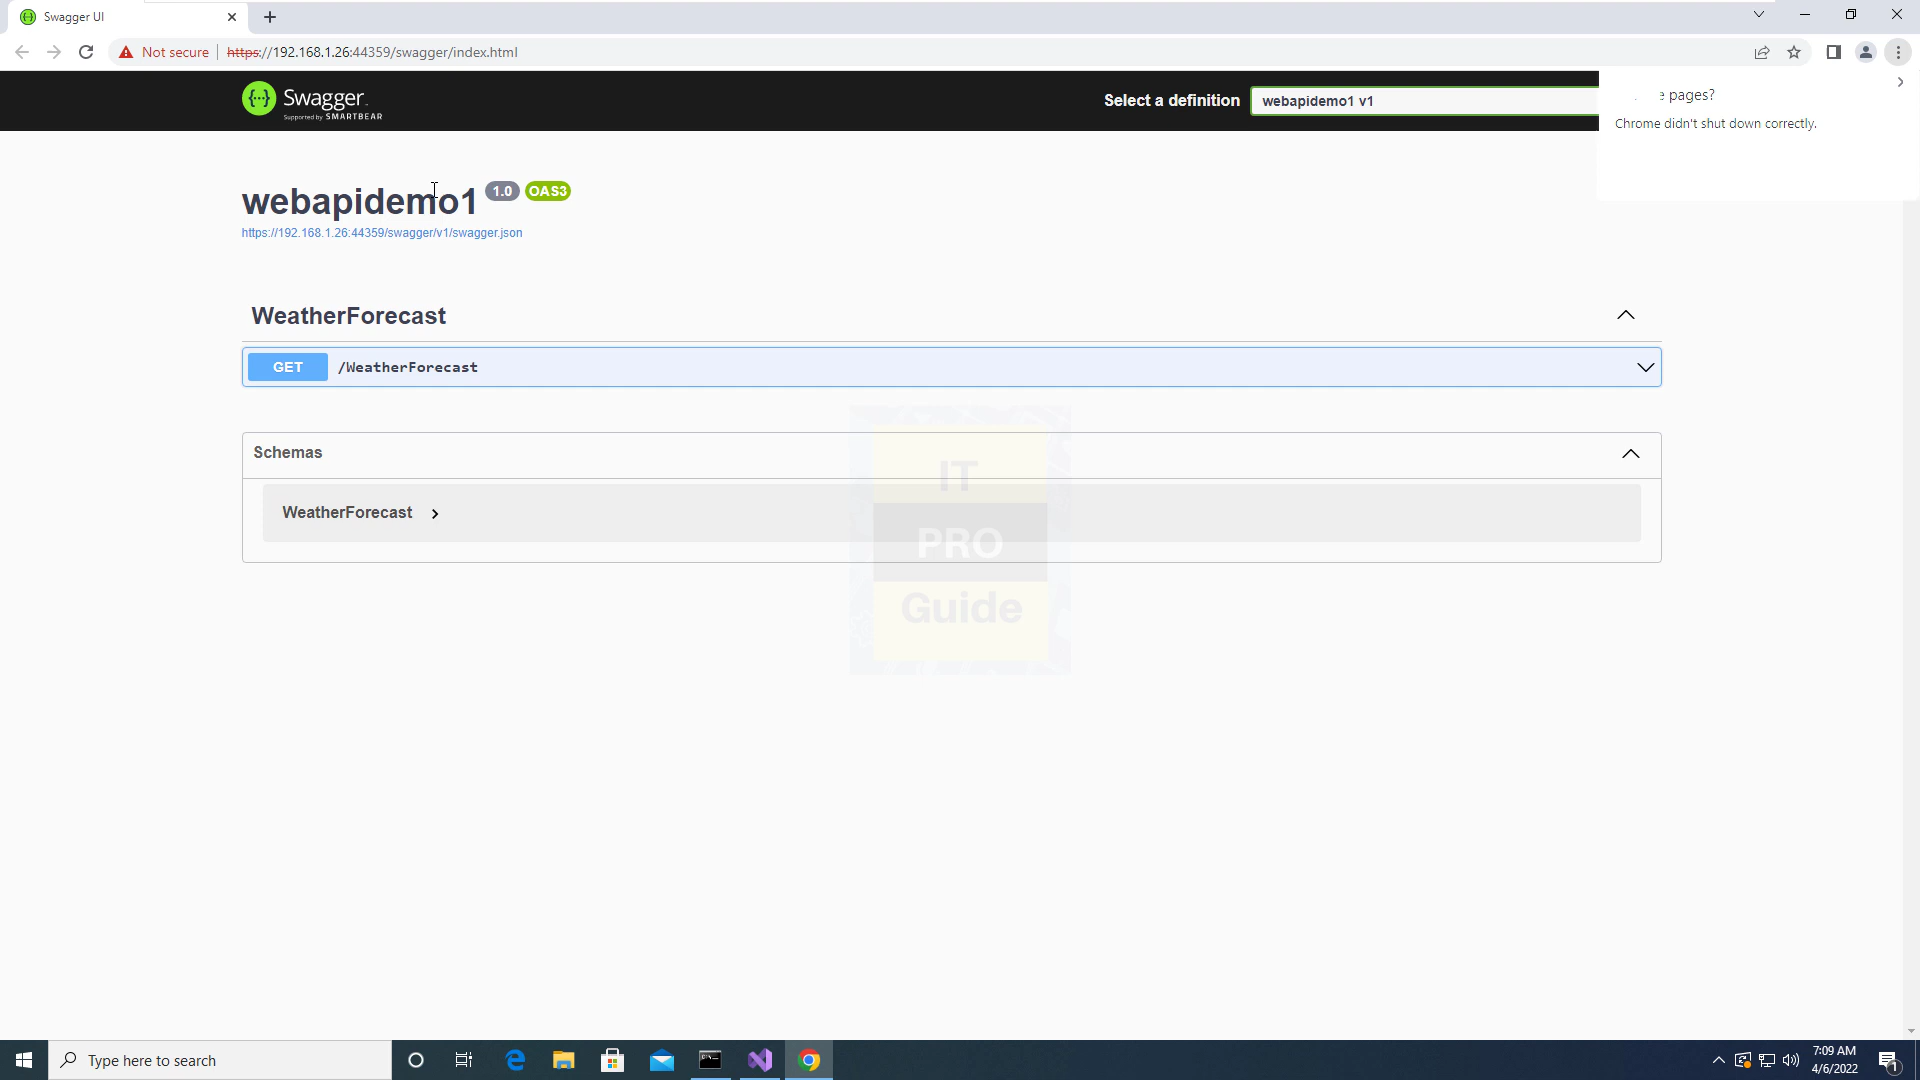 Swagger UI
Not secure https://192.168.1.26:44359/swagger/index.html
Swagger
Supported by SMARTBEAR
Select a definition
webapidemo1 v1
pages?
Chrome didn't shut down correctly.
webapidemo1 1.0 OAS3
https://192.168.1.26:44359/swagger/v1/swagger.json
WeatherForecast
GET /WeatherForecast
Schemas
WeatherForecast
IT
PRO
Guide
Type here to search
7:09 AM
4/6/2022
1